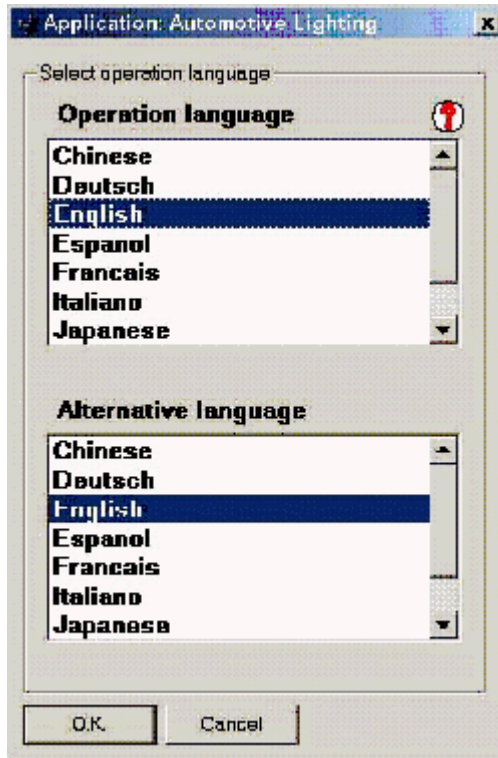 Application: Automotive Lighting
Select operation language
Operation language
Chinese
Deutsch
English
Espanol
Francais
Italiano
Japanese
Alternative language
Chinese
Deutsch
English
Espanol
Francais
Italiano
Japanese
O.K.
Cancel